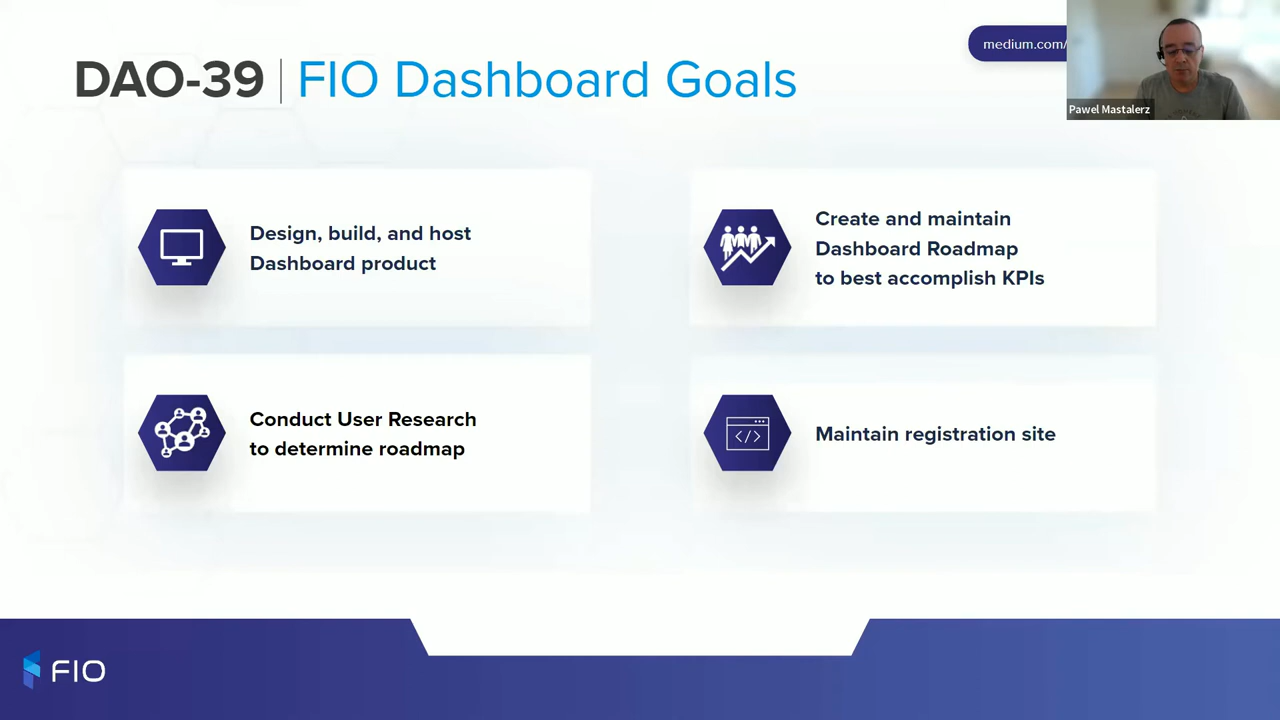 medium.com/
Pawel Mastalerz
DAO-39 | FIO Dashboard Goals
Design, build, and host
Dashboard product
Create and maintain
Dashboard Roadmap
to best accomplish KPIs
Conduct User Research
to determine roadmap
</>
Maintain registration site
FIO